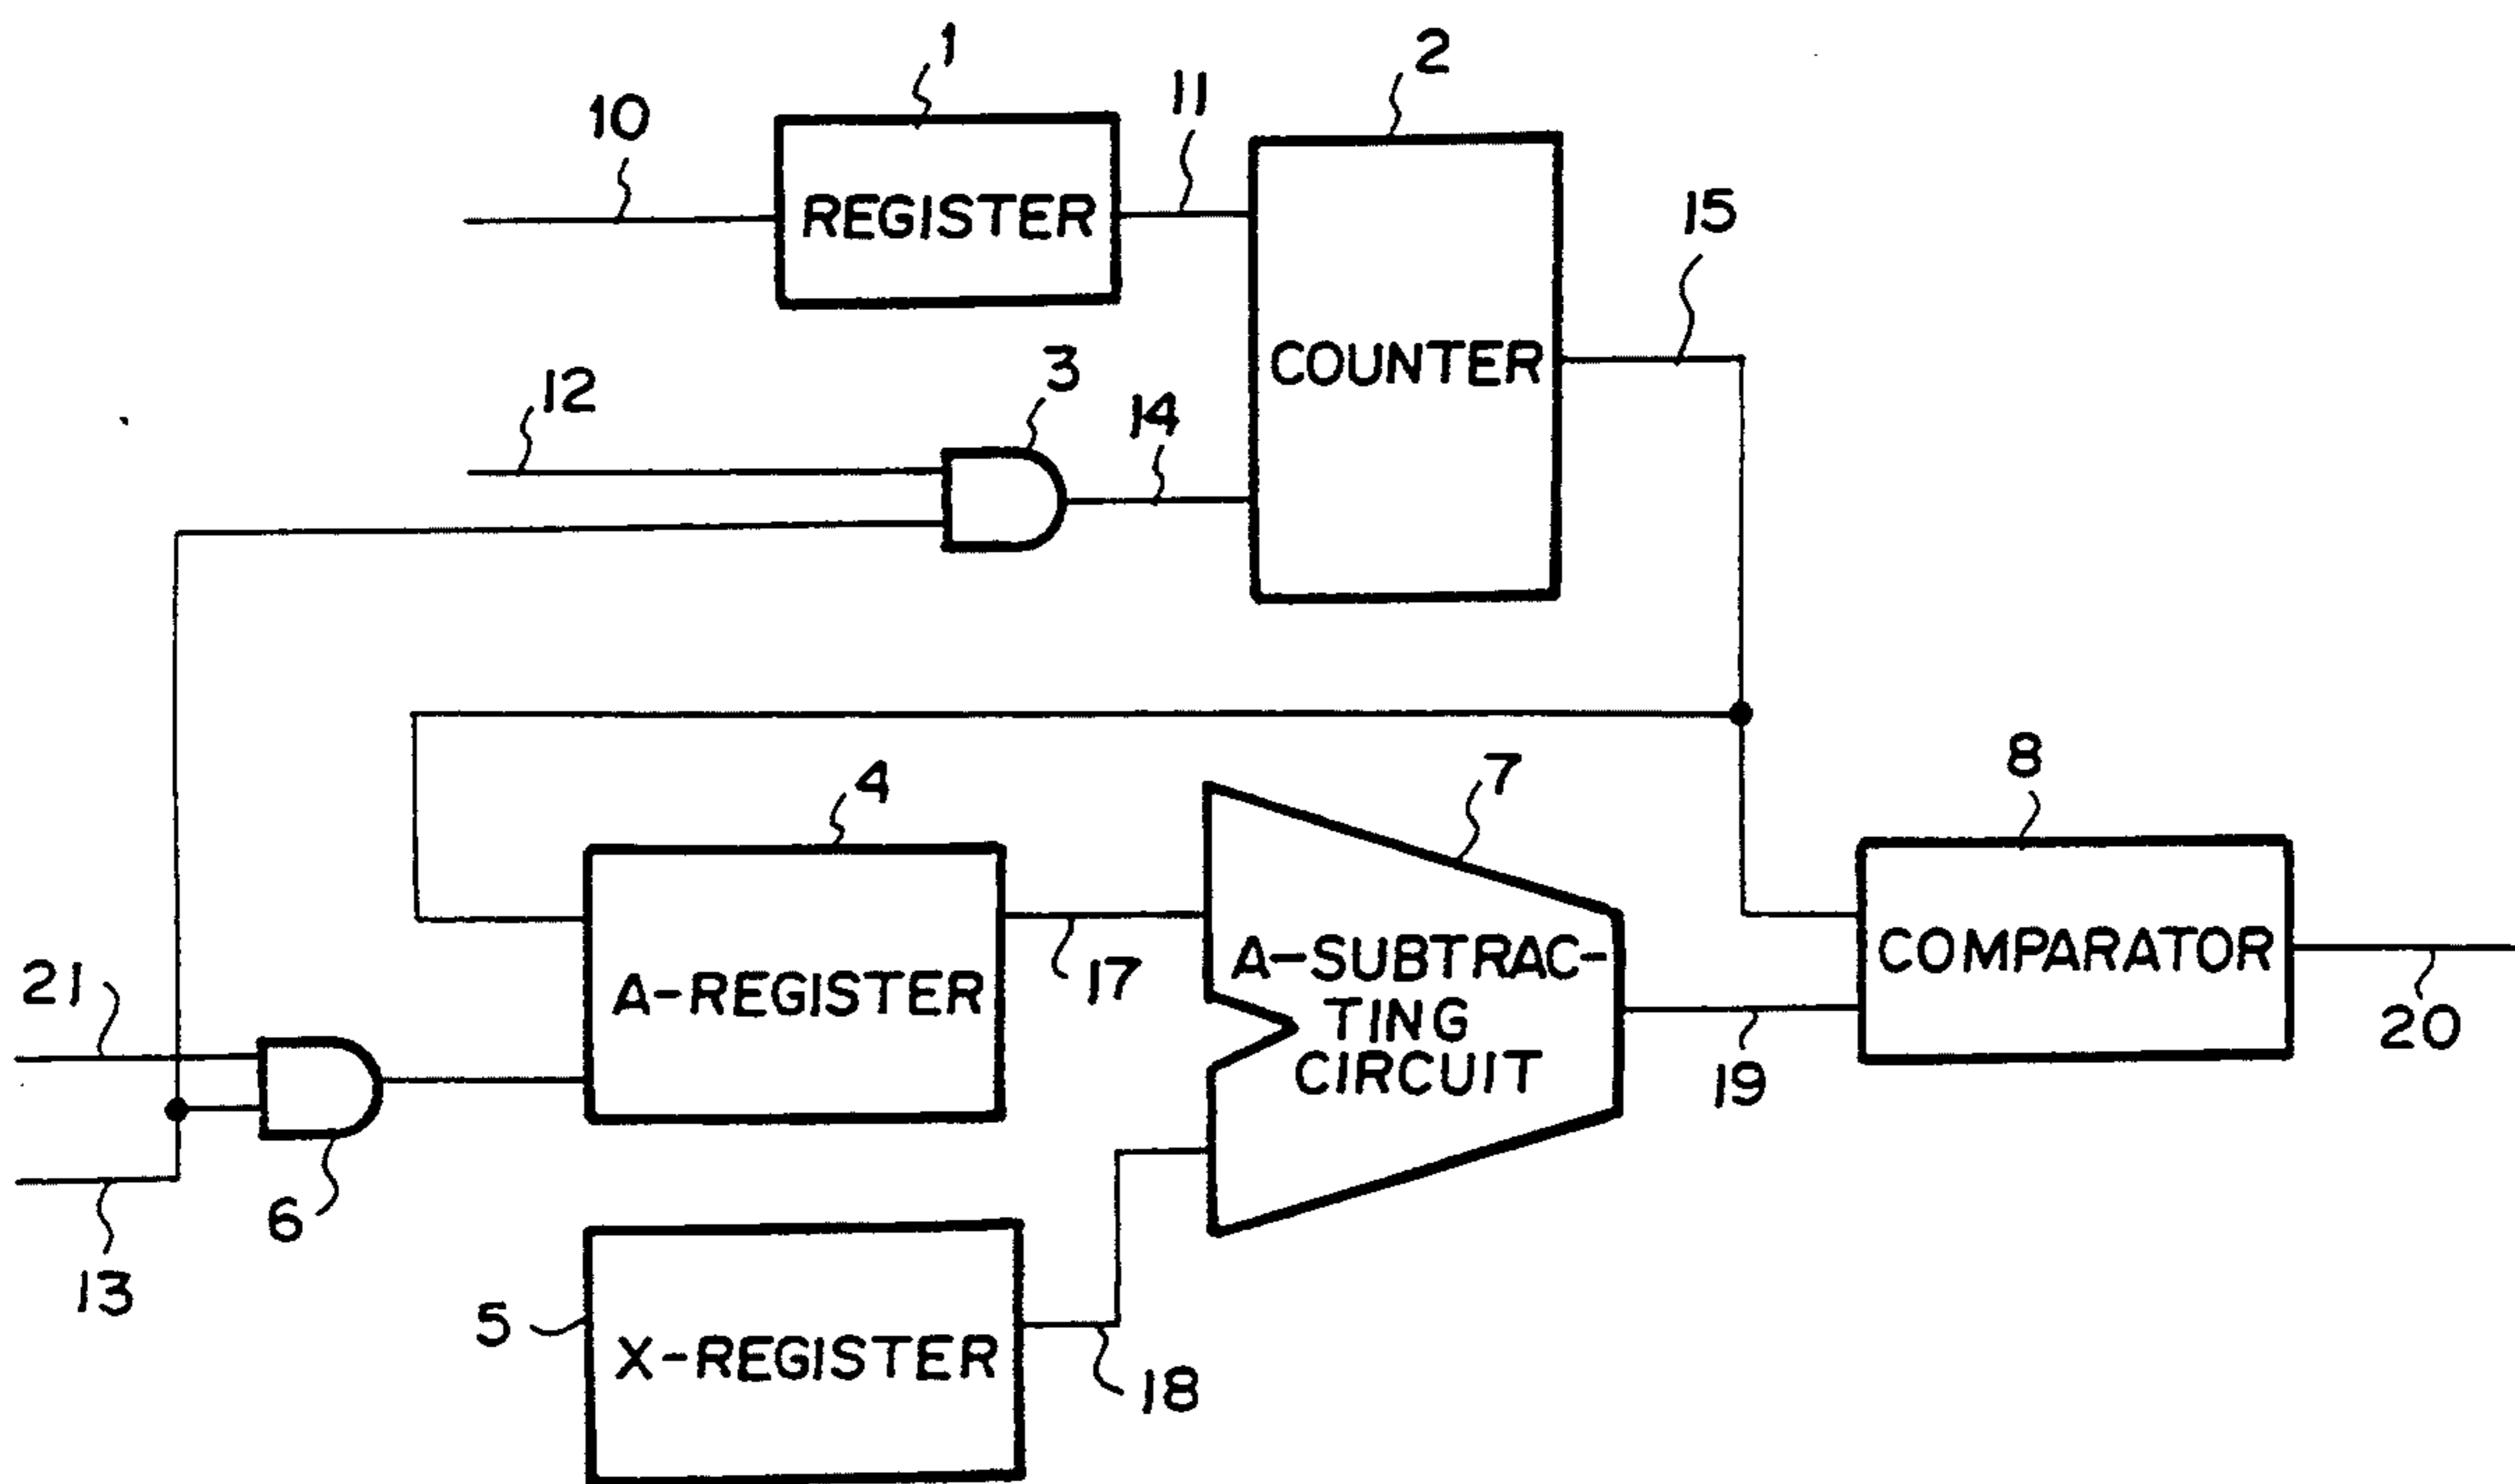 1
2
10
11
REGISTER
15
COUNTER
3
12
14
4
7
8
A-REGISTER
17
A-SUBTRAC-
TING
CIRCUIT
COMPARATOR
21
20
19
6
13
5
X-REGISTER
18